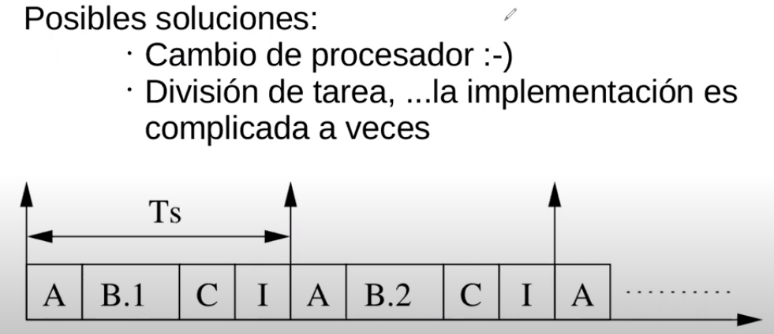 Posibles soluciones:
· Cambio de procesador :-)
· División de tarea, ...la implementación es
complicada a veces
Ts
A B.1 C I A B.2 C I A ..........